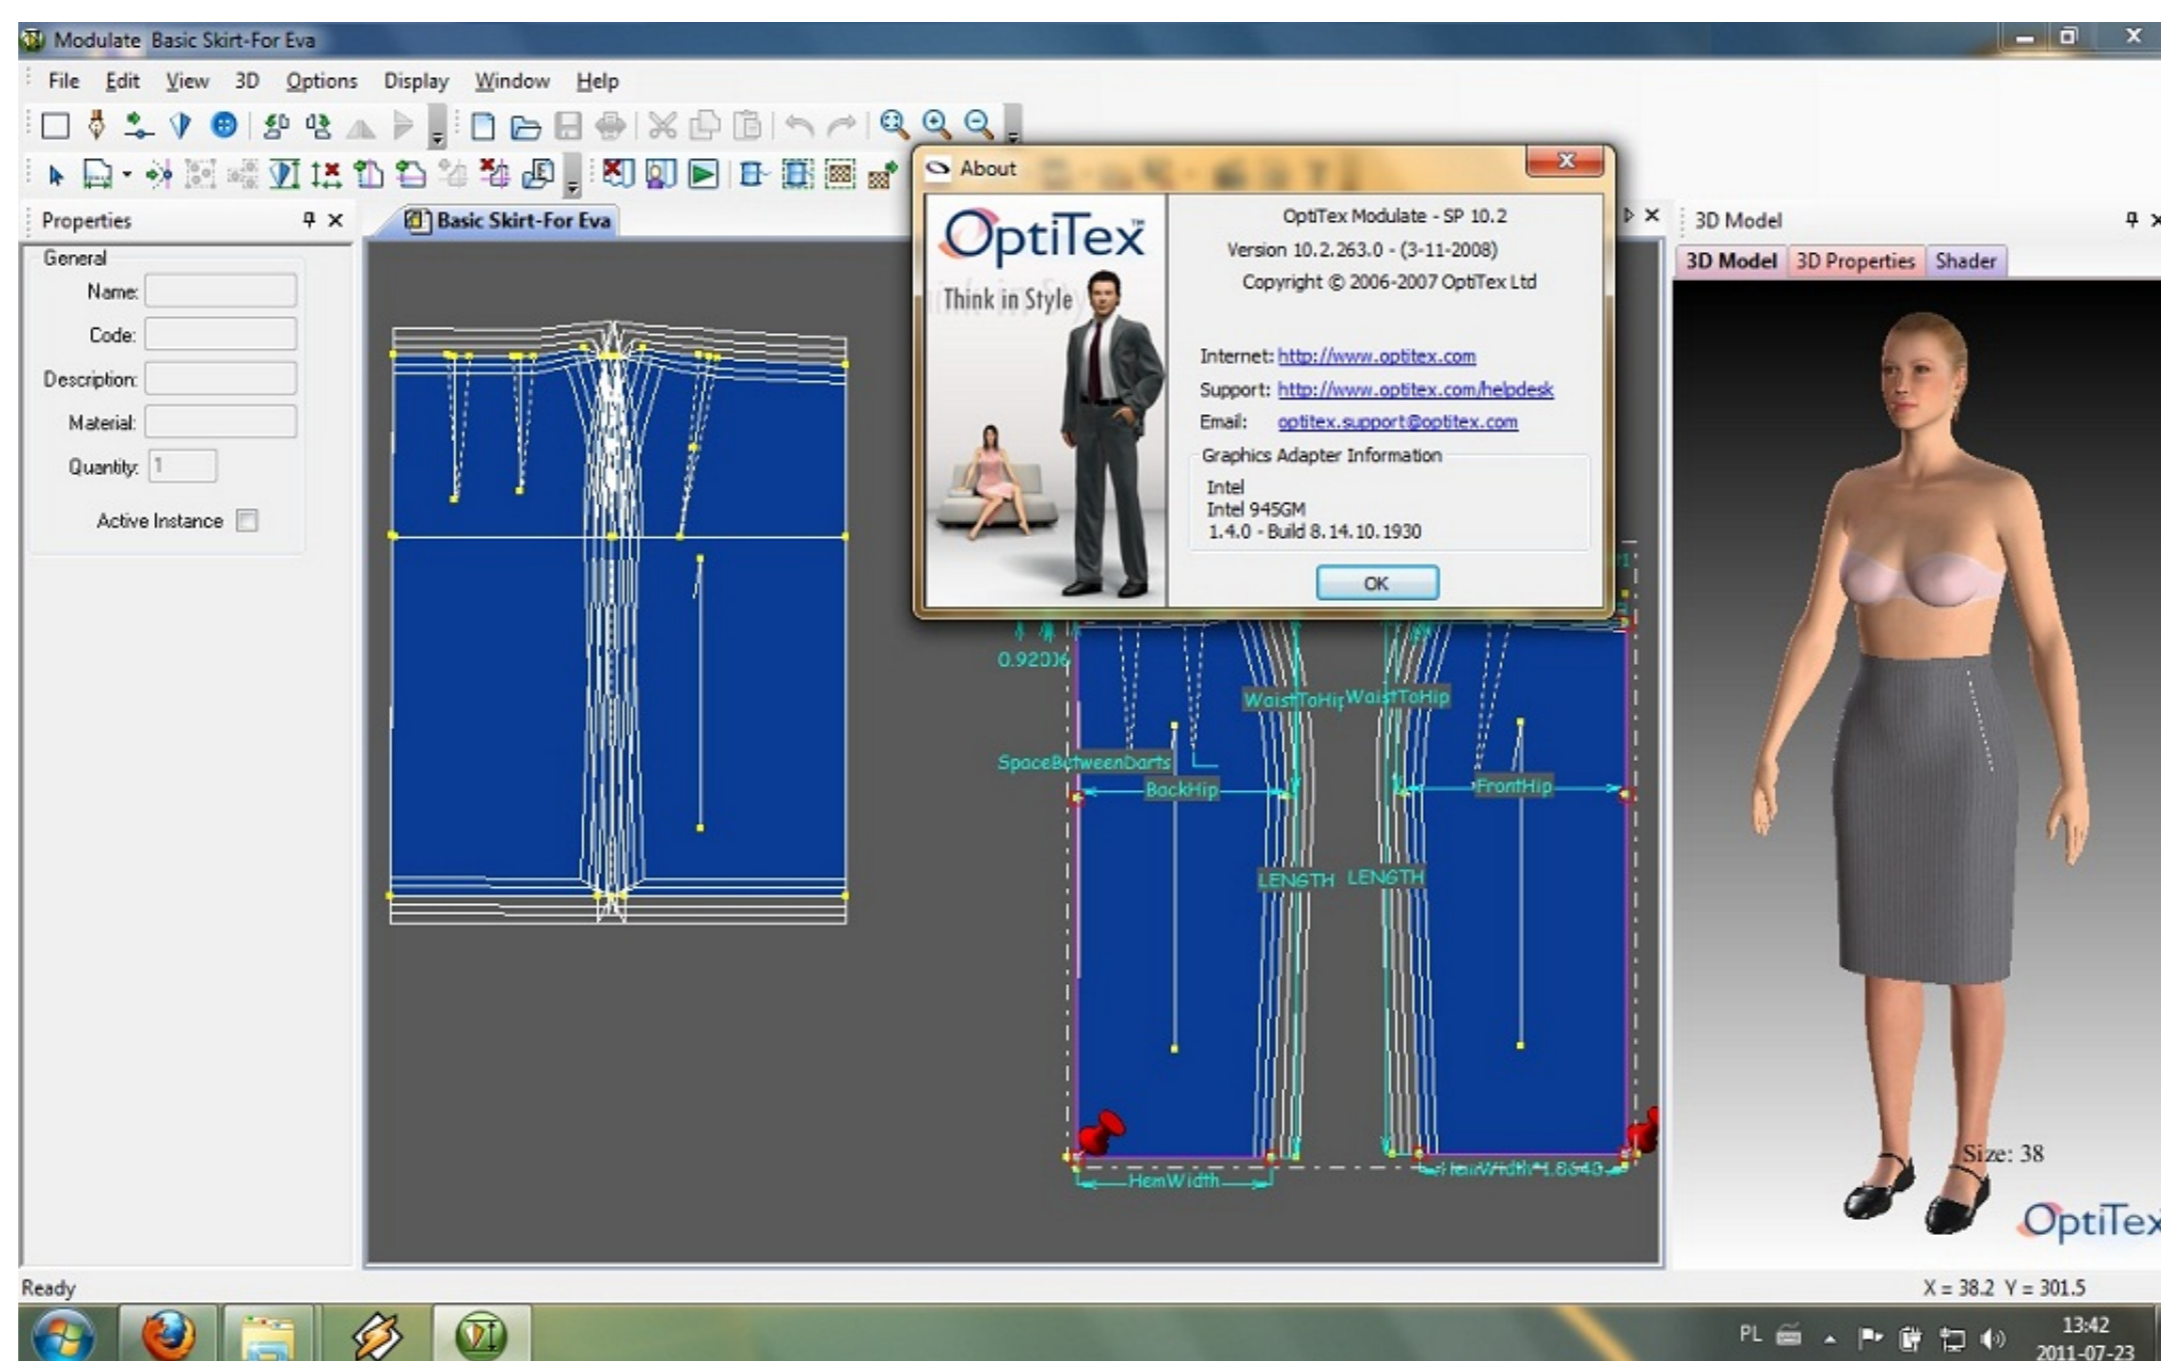 Modulate Basic Skirt-For Eva
File Edit View 3D Options Display Window Help
About
Properties
Basic Skirt-For Eva
General
Name:
Code:
Description:
Material:
Quantity: 1
Active Instance
OptiTex™
Think in Style
OptiTex Modulate - SP 10.2
Version 10.2.263.0 - (3-11-2008)
Copyright © 2006-2007 OptiTex Ltd
Internet: http://www.optitex.com
Support: http://www.optitex.com/helpdesk
Email: optitex.support@optitex.com
Graphics Adapter Information
Intel
Intel 945GM
1.4.0 - Build 8.14.10.1930
OK
WaistToHip WaistToHip
SpaceBetweenDarts
BackHip
FrontHip
LENGTH LENGTH
HemWidth
3D Model
3D Model 3D Properties Shader
Size: 38
OptiTex
Ready
X = 38.2 Y = 301.5
PL
13:42
2011-07-23